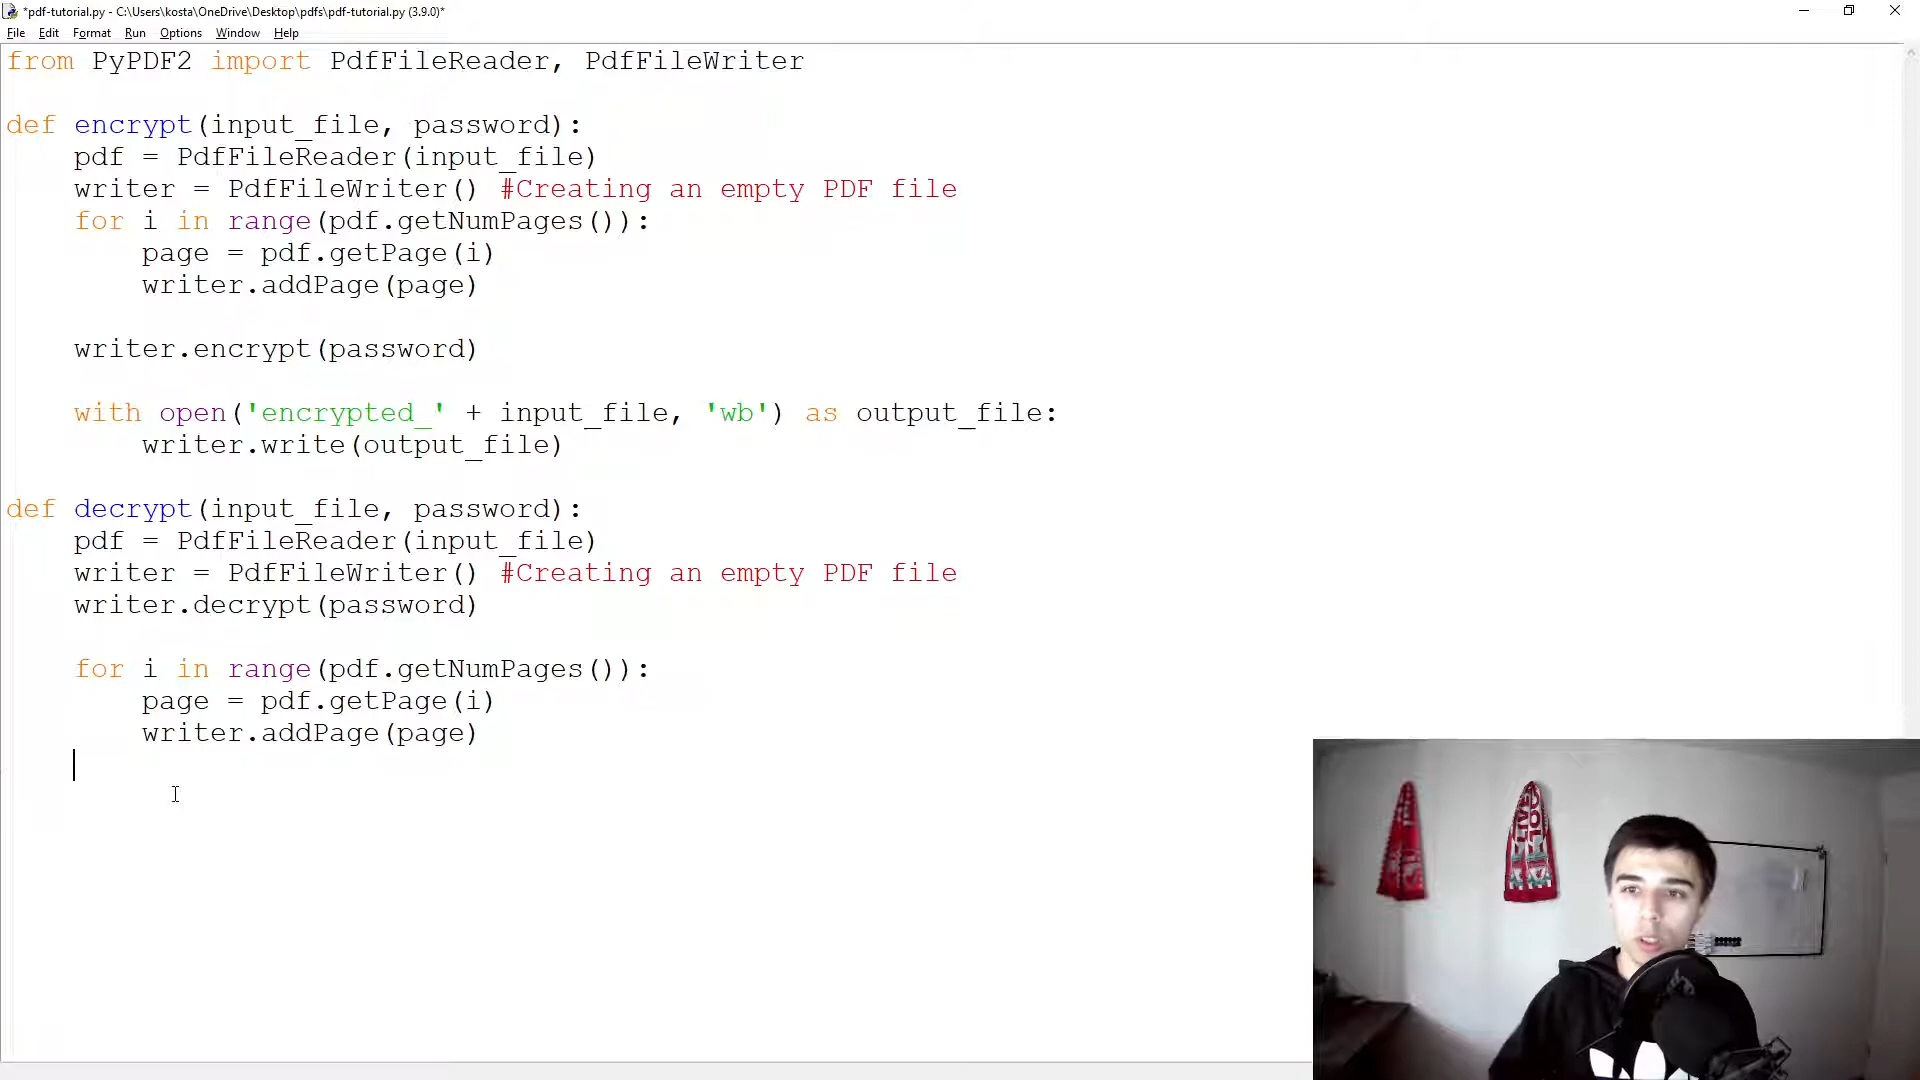 *pdf-tutorial.py - C:\Users\kosta\OneDrive\Desktop\pdfs\pdf-tutorial.py (3.9.0)*
File Edit Format Run Options Window Help
from PyPDF2 import PdfFileReader, PdfFileWriter
def encrypt(input_file, password):
    pdf = PdfFileReader(input_file)
    writer = PdfFileWriter() #Creating an empty PDF file
    for i in range(pdf.getNumPages()):
        page = pdf.getPage(i)
        writer.addPage(page)
    writer.encrypt(password)
    with open('encrypted_' + input_file, 'wb') as output_file:
        writer.write(output_file)
def decrypt(input_file, password):
    pdf = PdfFileReader(input_file)
    writer = PdfFileWriter() #Creating an empty PDF file
    writer.decrypt(password)
    for i in range(pdf.getNumPages()):
        page = pdf.getPage(i)
        writer.addPage(page)